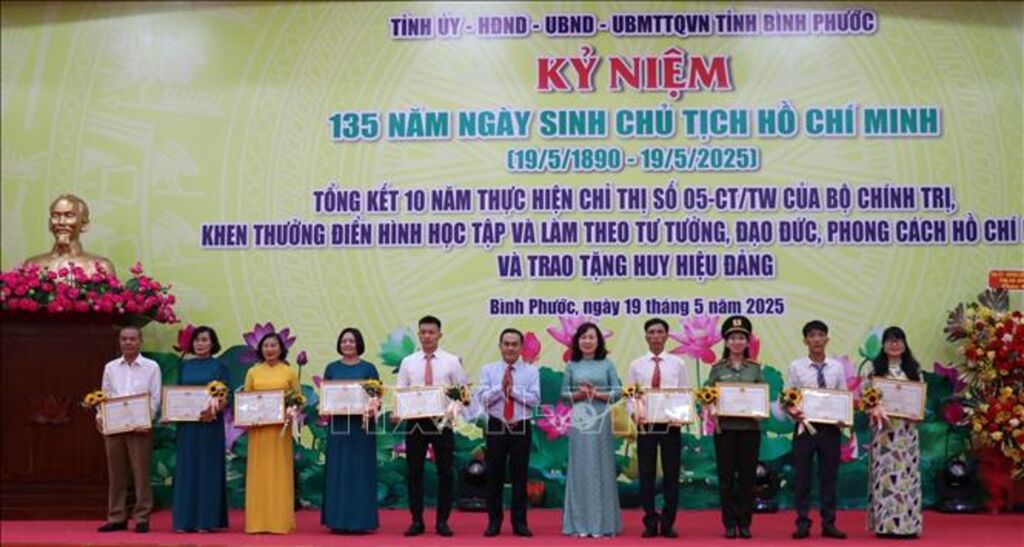 TỈNH ỦY - HĐND - UBND - UBMTTQVN TỈNH BÌNH PHƯỚC
KỶ NIỆM
135 NĂM NGÀY SINH CHỦ TỊCH HỒ CHÍ MINH
(19/5/1890 - 19/5/2025)
TỔNG KẾT 10 NĂM THỰC HIỆN CHỈ THỊ SỐ 05-CT/TW CỦA BỘ CHÍNH TRỊ,
KHEN THƯỞNG ĐIỂN HÌNH HỌC TẬP VÀ LÀM THEO TƯ TƯỞNG, ĐẠO ĐỨC, PHONG CÁCH HỒ CHÍ
VÀ TRAO TẶNG HUY HIỆU ĐẢNG
Bình Phước, ngày 19 tháng 5 năm 2025